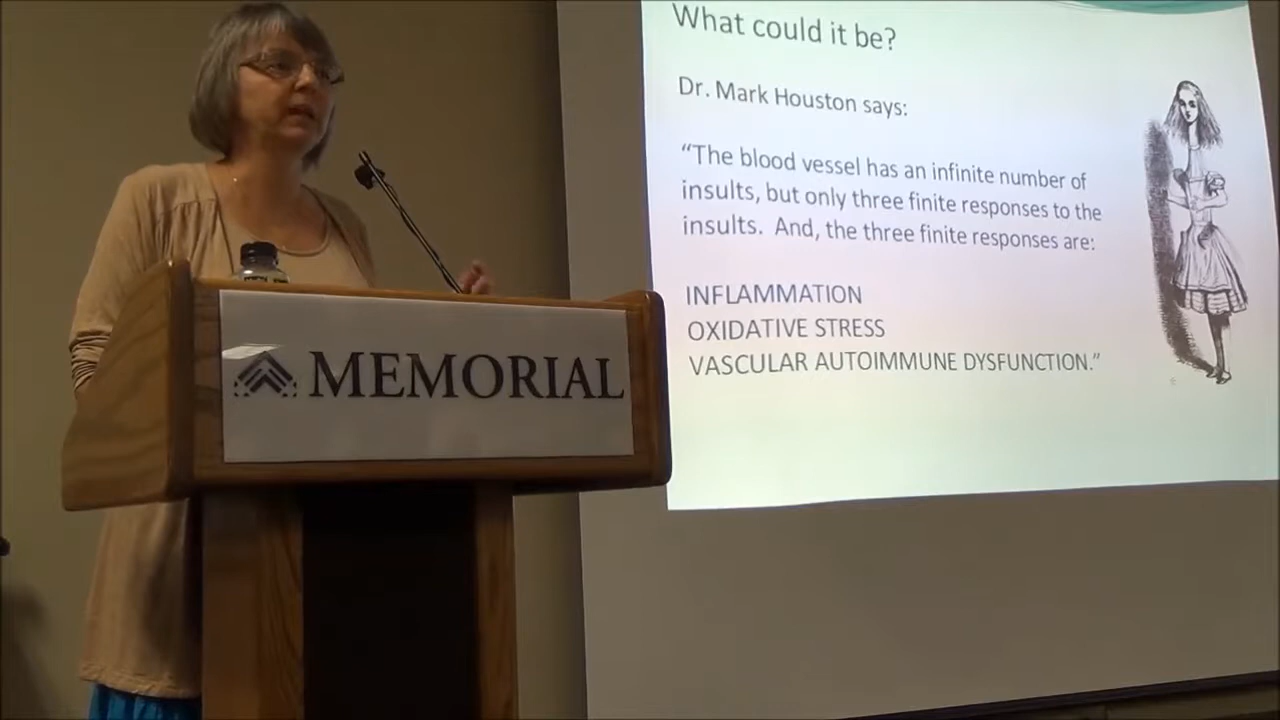 What could it be?
Dr. Mark Houston says:
“The blood vessel has an infinite number of
insults, but only three finite responses to the
insults. And, the three finite responses are:
INFLAMMATION
OXIDATIVE STRESS
VASCULAR AUTOIMMUNE DYSFUNCTION.”
MEMORIAL